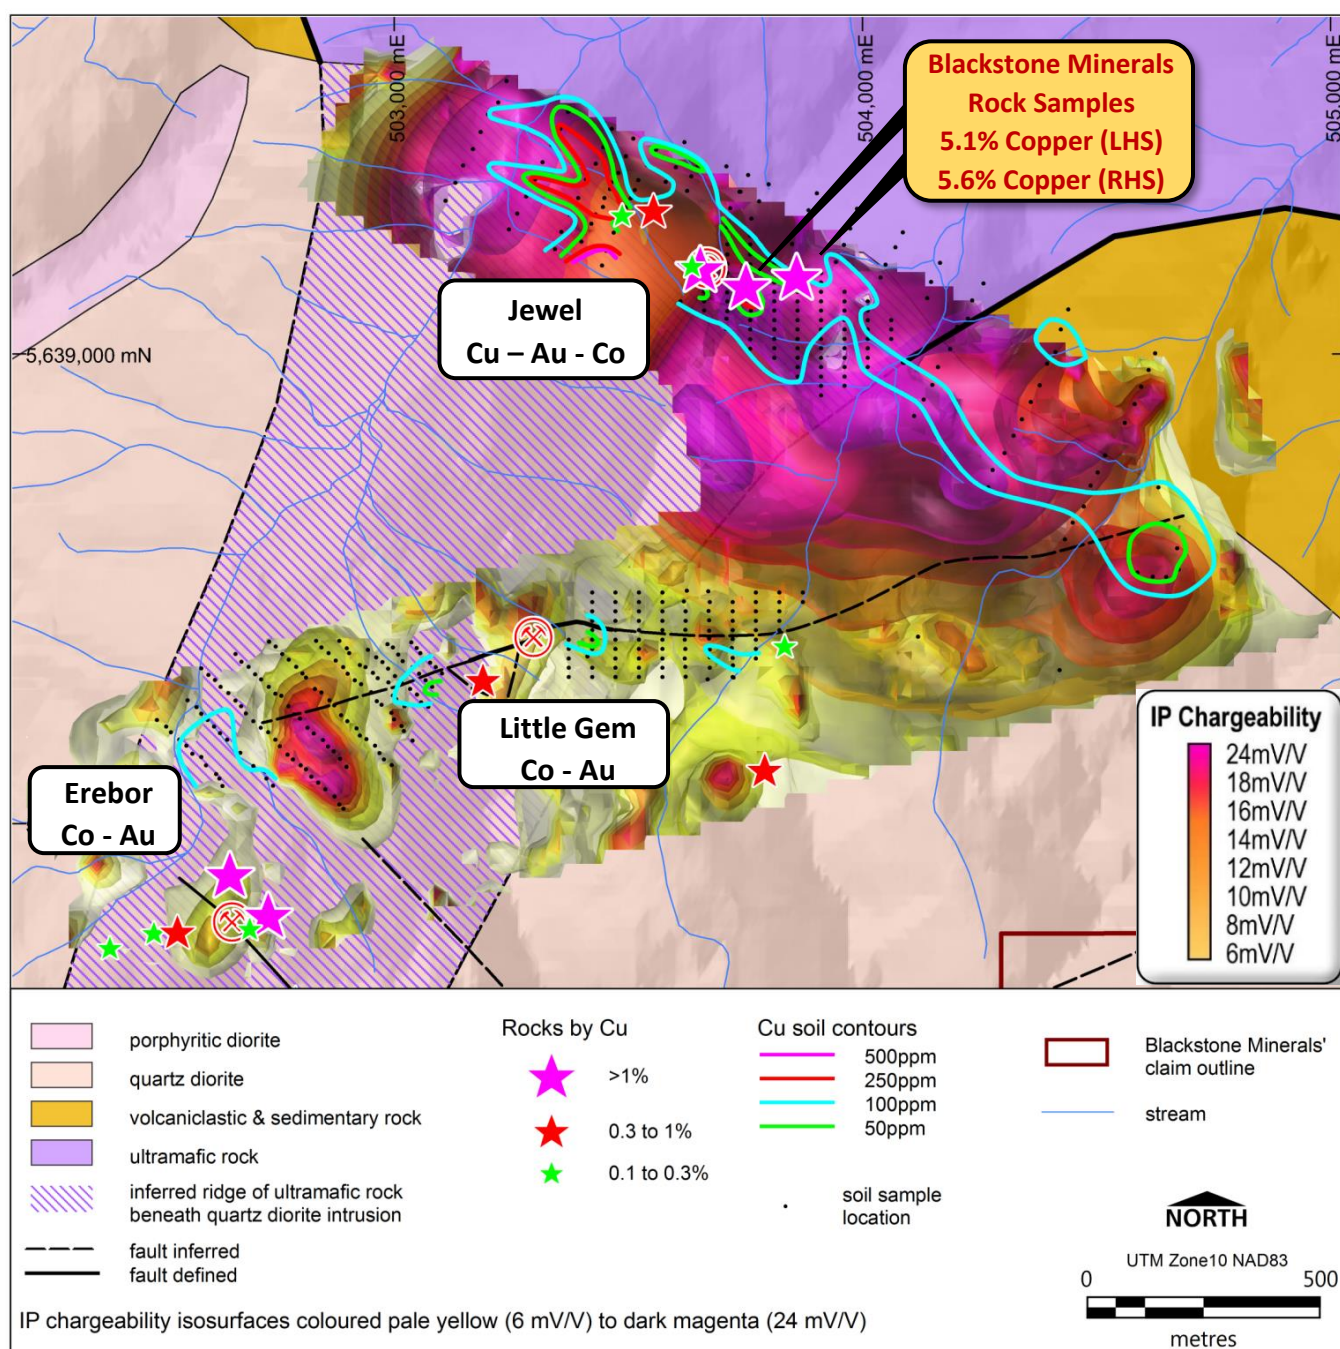 503,000 mE
504,000 mE
505,000 mE
Blackstone Minerals
Rock Samples
5.1% Copper (LHS)
5.6% Copper (RHS)
Jewel
Cu – Au - Co
5,639,000 mN
Little Gem
Co - Au
Erebor
Co - Au
IP Chargeability
24mV/V
18mV/V
16mV/V
14mV/V
12mV/V
10mV/V
8mV/V
6mV/V
porphyritic diorite
quartz diorite
volcaniclastic & sedimentary rock
ultramafic rock
inferred ridge of ultramafic rock
beneath quartz diorite intrusion
fault inferred
fault defined
Rocks by Cu
>1%
0.3 to 1%
0.1 to 0.3%
Cu soil contours
500ppm
250ppm
100ppm
50ppm
soil sample
location
Blackstone Minerals'
claim outline
stream
NORTH
UTM Zone10 NAD83
0 500
metres
IP chargeability isosurfaces coloured pale yellow (6 mV/V) to dark magenta (24 mV/V)